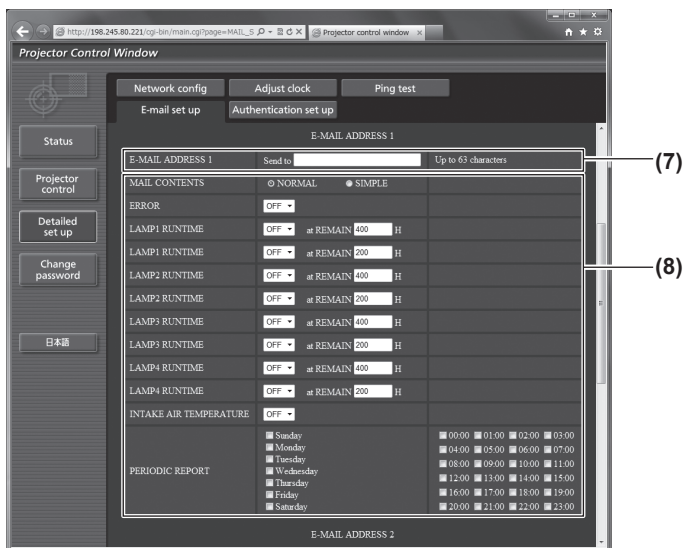 http://198.245.80.221/cgi-bin/main.cgi?page=MAIL_S
Projector control window ×
Projector Control Window
Network config Adjust clock Ping test
E-mail set up Authentication set up
Status
Projector control
Detailed set up
Change password
日本語
E-MAIL ADDRESS 1
E-MAIL ADDRESS 1 Send to Up to 63 characters
(7)
MAIL CONTENTS NORMAL SIMPLE
ERROR OFF
LAMP1 RUNTIME OFF at REMAIN 400 H
LAMP1 RUNTIME OFF at REMAIN 200 H
LAMP2 RUNTIME OFF at REMAIN 400 H
(8)
LAMP2 RUNTIME OFF at REMAIN 200 H
LAMP3 RUNTIME OFF at REMAIN 400 H
LAMP3 RUNTIME OFF at REMAIN 200 H
LAMP4 RUNTIME OFF at REMAIN 400 H
LAMP4 RUNTIME OFF at REMAIN 200 H
INTAKE AIR TEMPERATURE OFF
PERIODIC REPORT
Sunday
Monday
Tuesday
Wednesday
Thursday
Friday
Saturday
00:00 01:00 02:00 03:00
04:00 05:00 06:00 07:00
08:00 09:00 10:00 11:00
12:00 13:00 14:00 15:00
16:00 17:00 18:00 19:00
20:00 21:00 22:00 23:00
E-MAIL ADDRESS 2